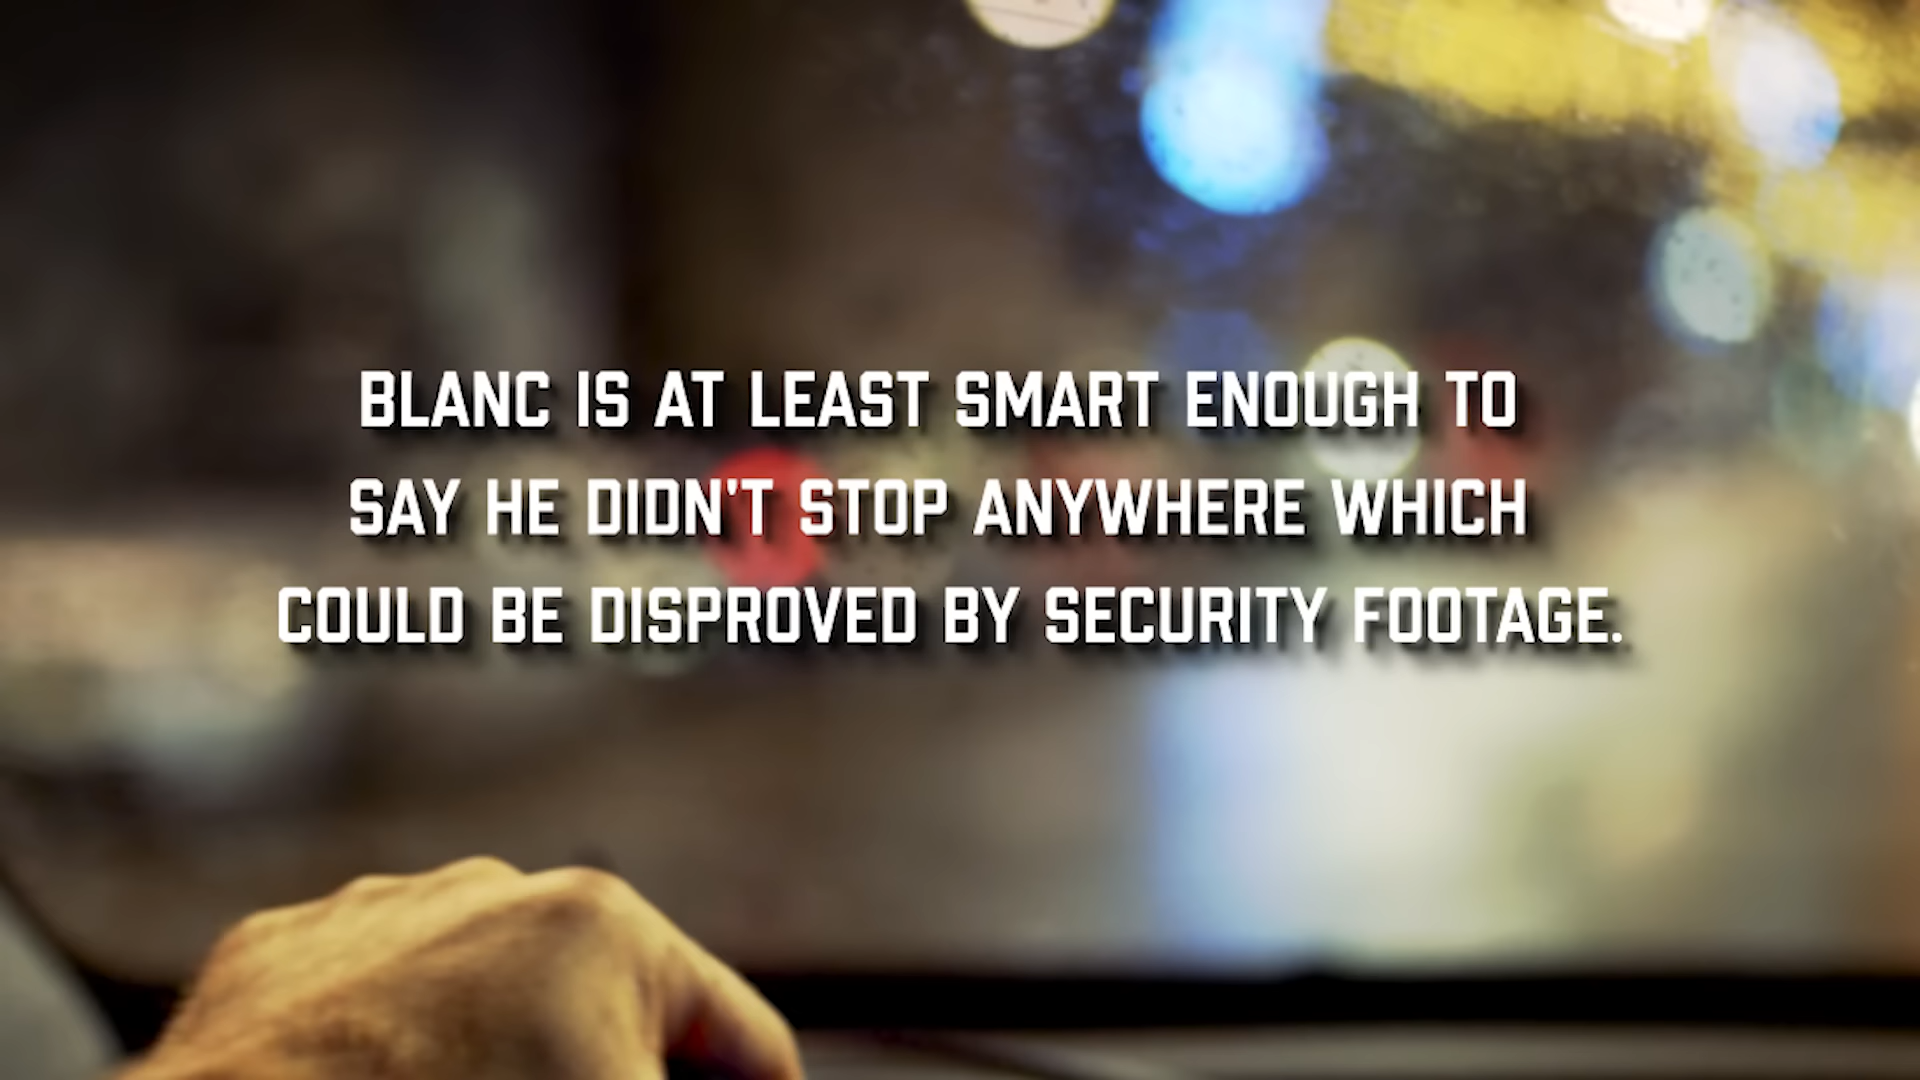 BLANC IS AT LEAST SMART ENOUGH TO
SAY HE DIDN'T STOP ANYWHERE WHICH
COULD BE DISPROVED BY SECURITY FOOTAGE.